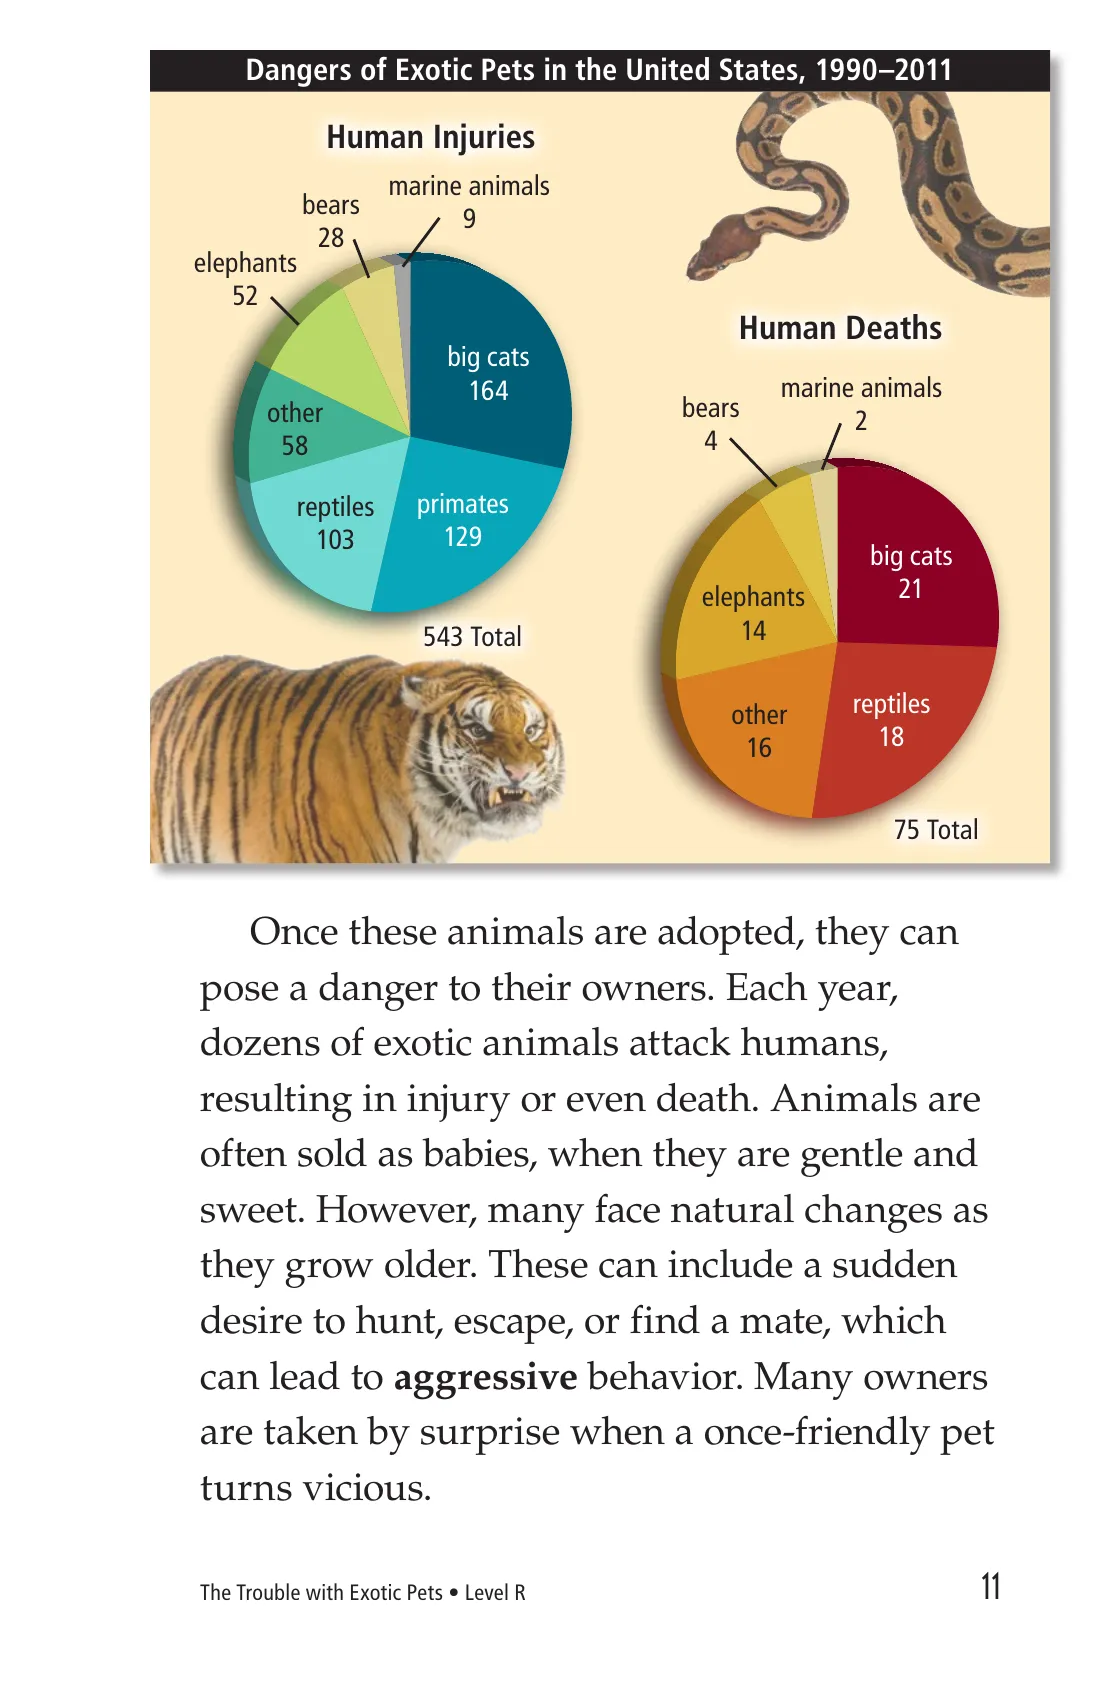 Dangers of Exotic Pets in the United States, 1990–2011
Human Injuries
marine animals
9
bears
28
elephants
52
big cats
164
other
58
reptiles
103
primates
129
543 Total
Human Deaths
marine animals
2
bears
4
big cats
21
elephants
14
reptiles
18
other
16
75 Total
Once these animals are adopted, they can
pose a danger to their owners. Each year,
dozens of exotic animals attack humans,
resulting in injury or even death. Animals are
often sold as babies, when they are gentle and
sweet. However, many face natural changes as
they grow older. These can include a sudden
desire to hunt, escape, or find a mate, which
can lead to aggressive behavior. Many owners
are taken by surprise when a once-friendly pet
turns vicious.
The Trouble with Exotic Pets • Level R
11